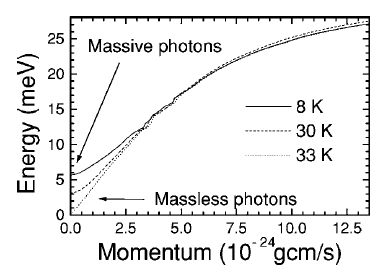 Energy (meV)
25
20
15
10
5
0
Massive photons
8 K
30 K
33 K
Massless photons
0.0 2.5 5.0 7.5 10.0 12.5
Momentum (10⁻²⁴gcm/s)